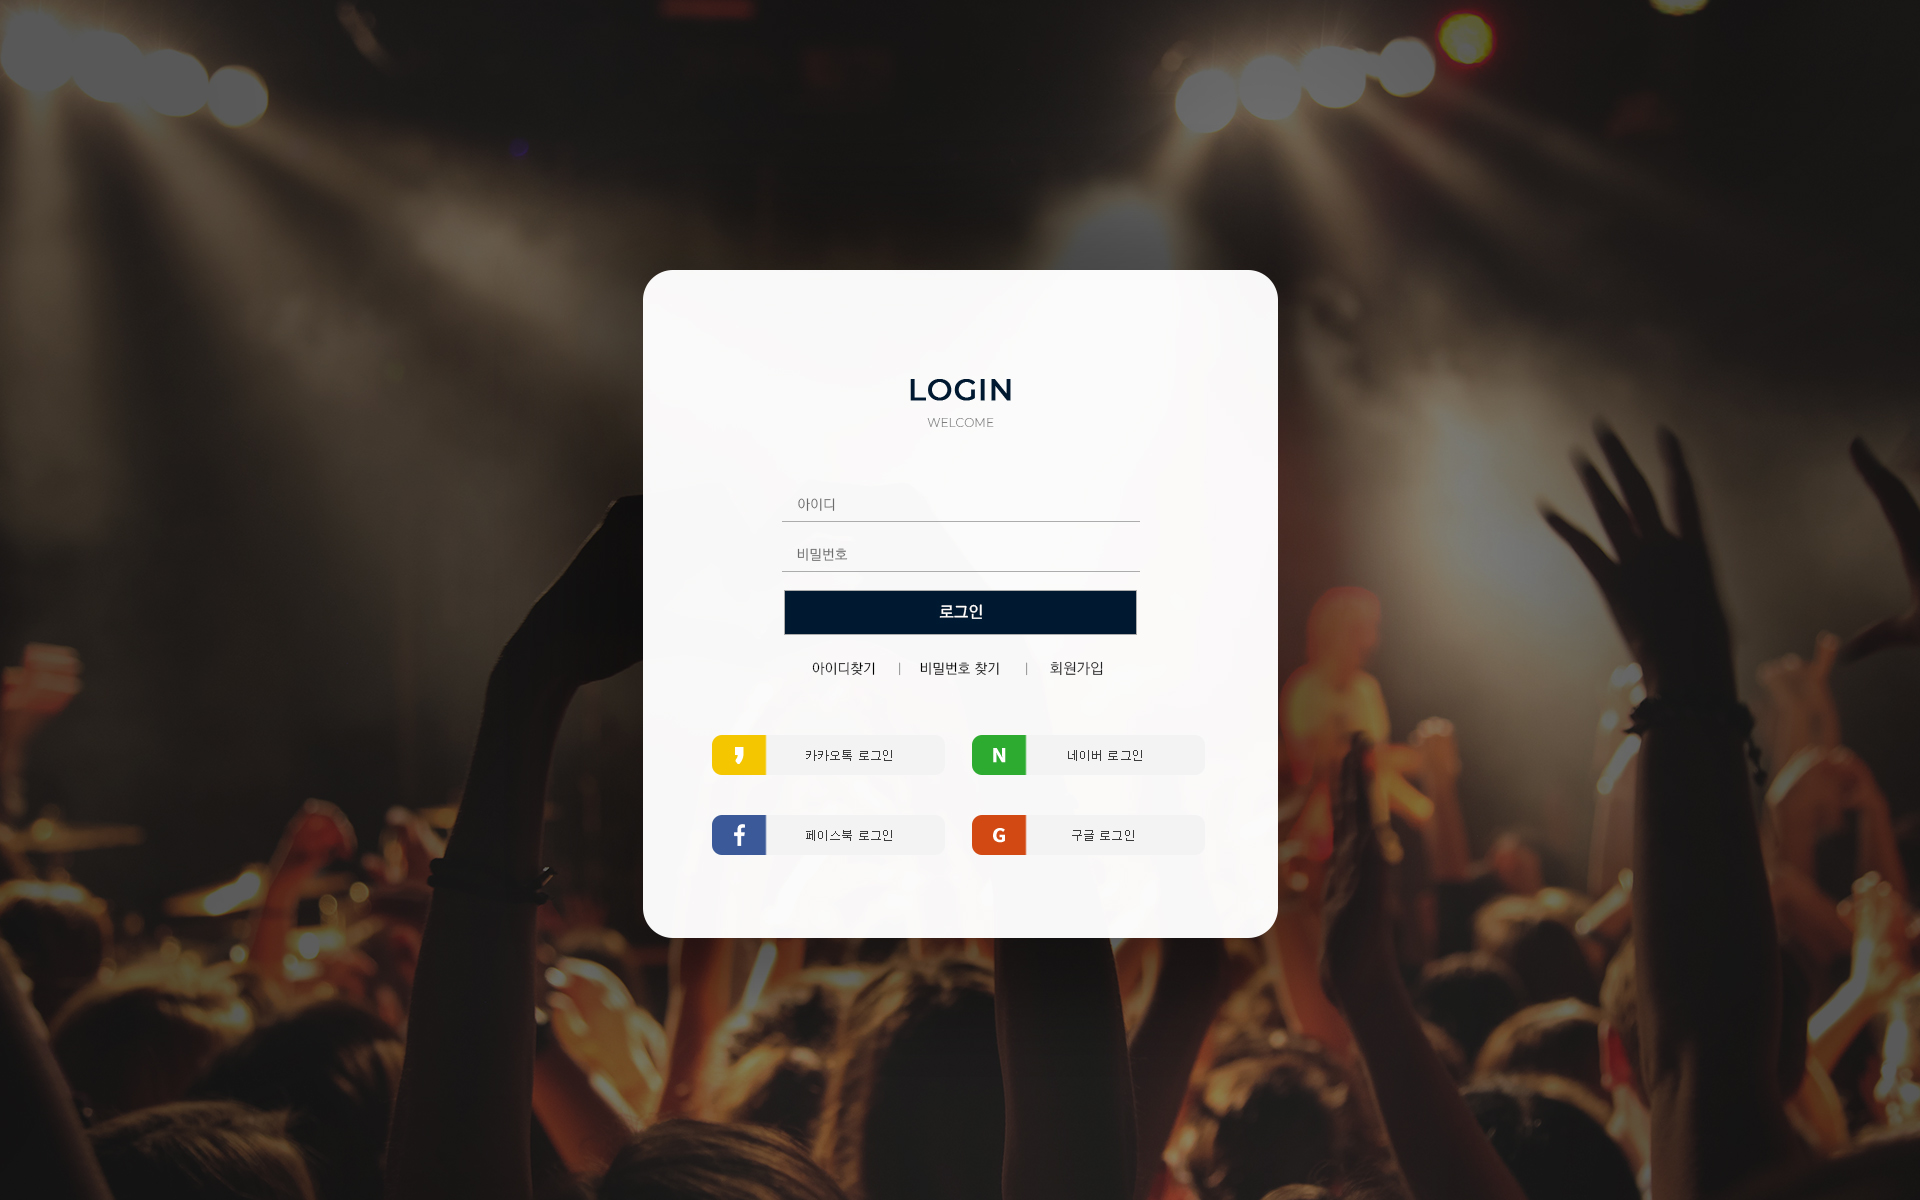 LOGIN
WELCOME
아이디
비밀번호
로그인
아이디찾기 | 비밀번호 찾기 | 회원가입
카카오톡 로그인
N 네이버 로그인
f 페이스북 로그인
G 구글 로그인